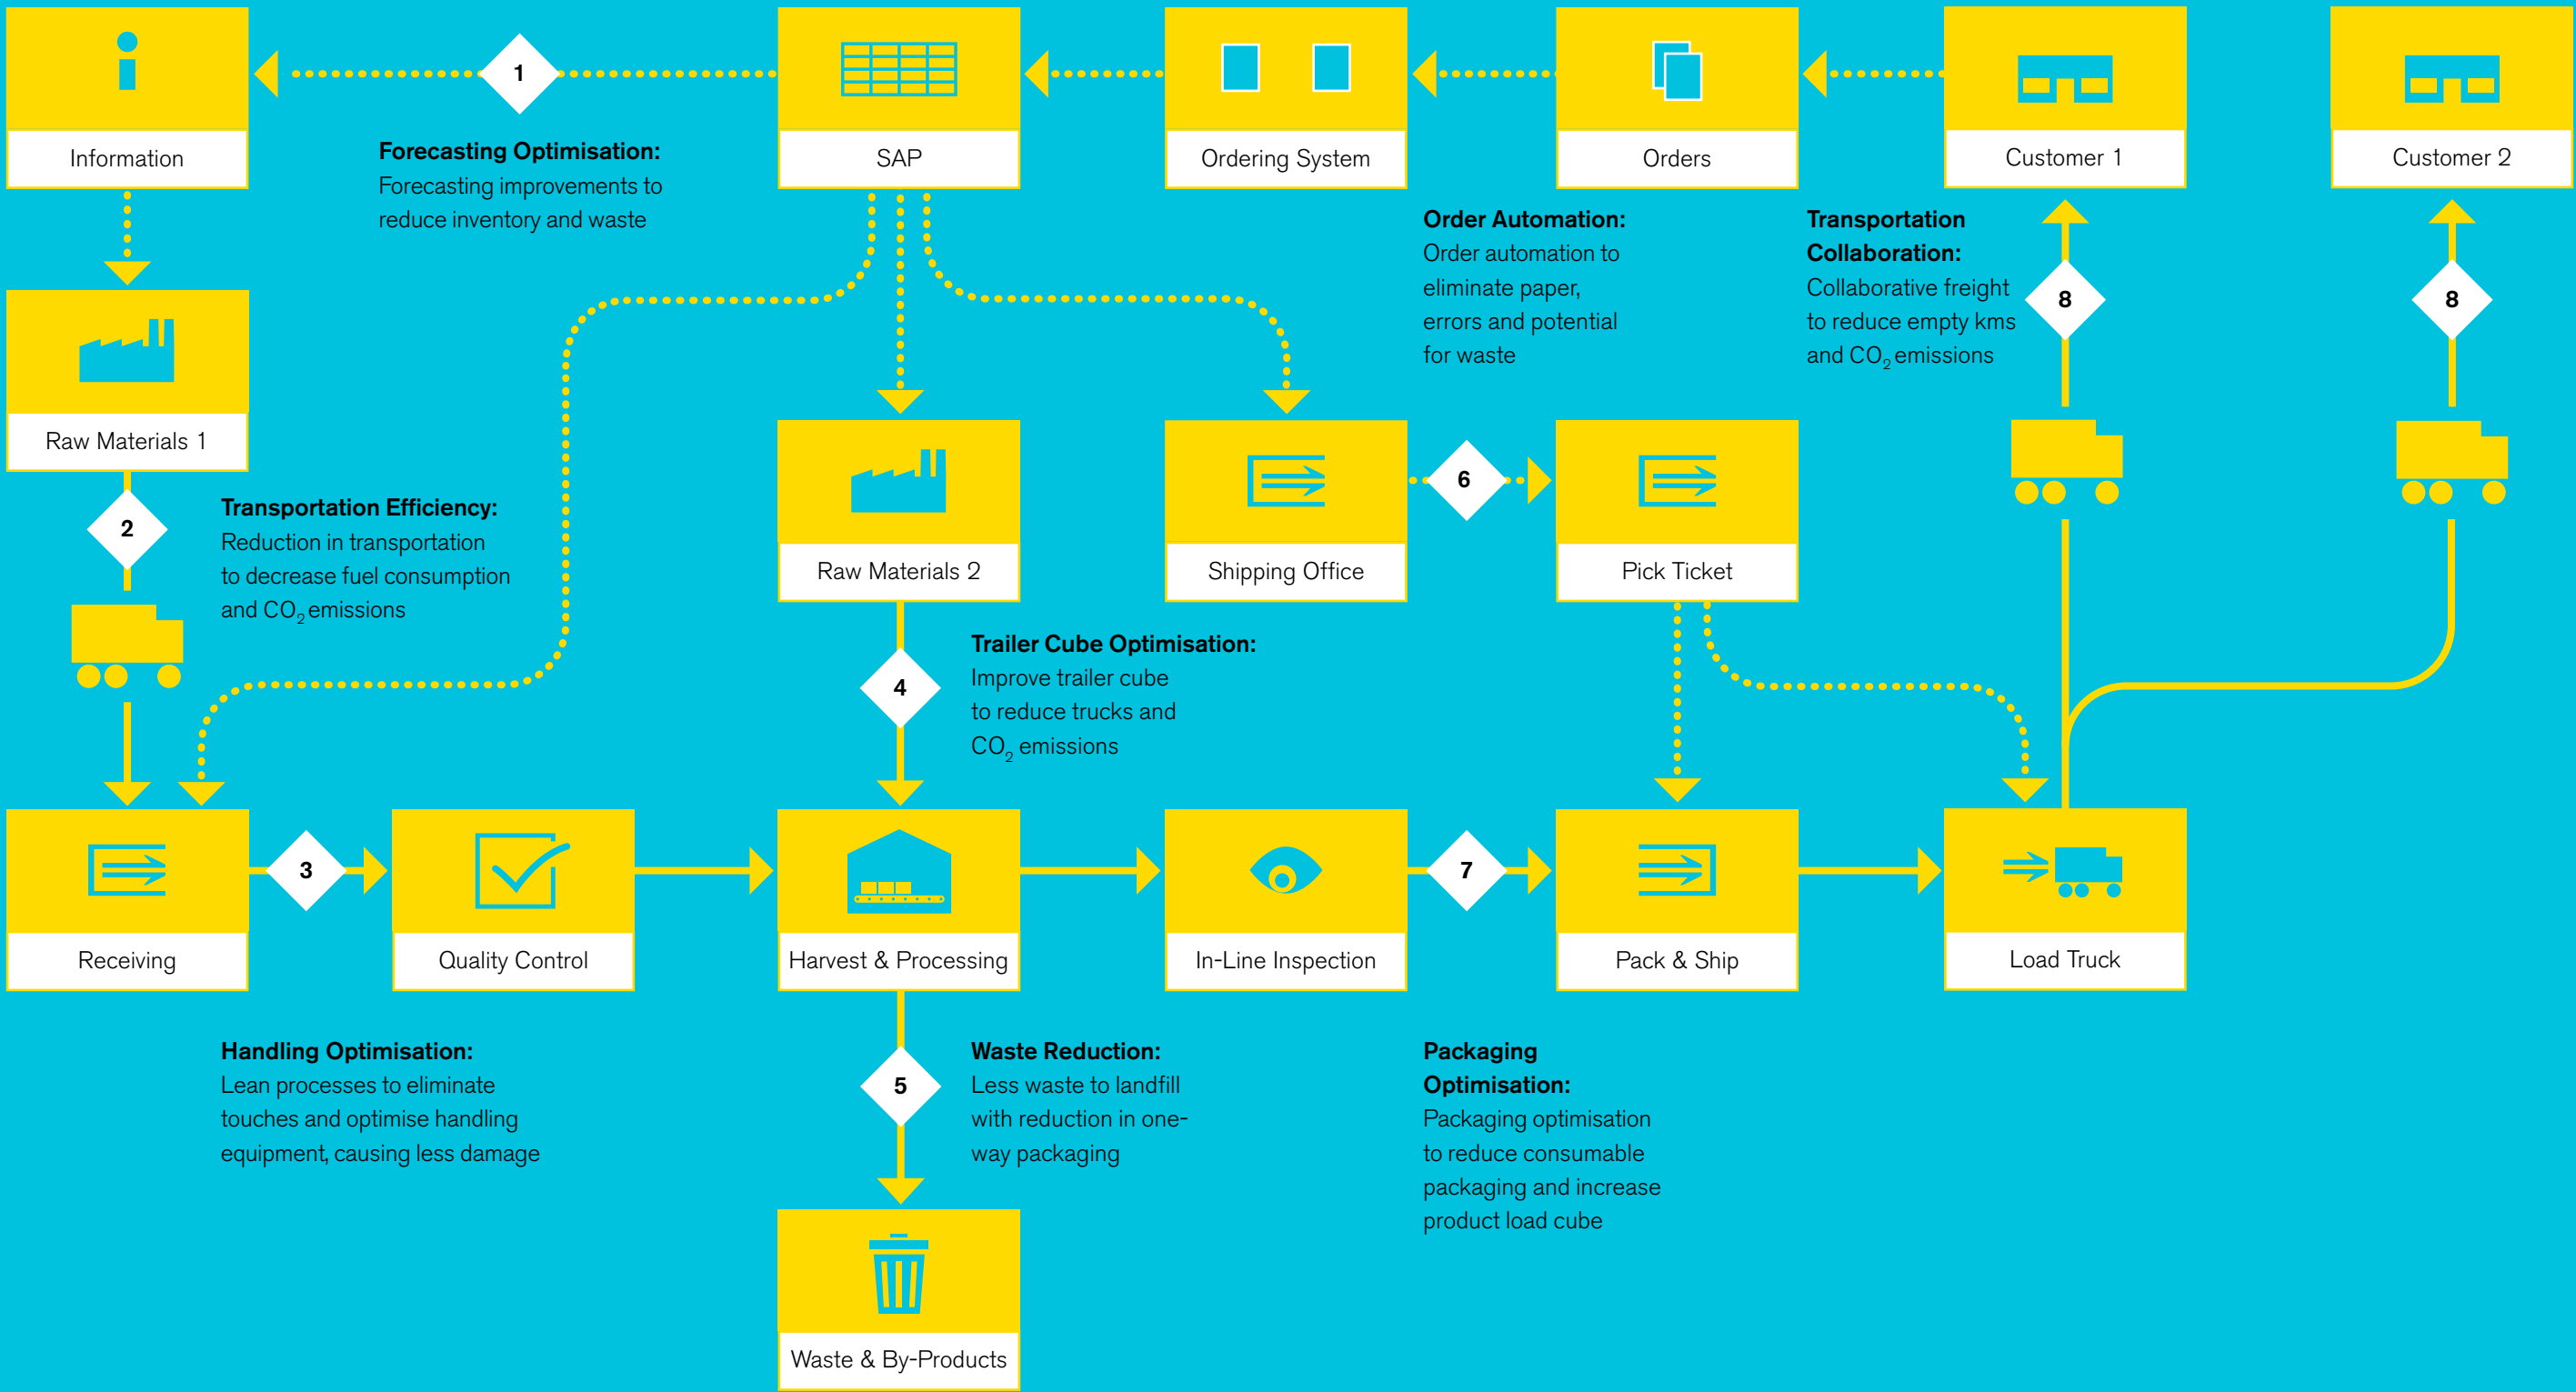 Information
1
SAP
Ordering System
Orders
Customer 1
Customer 2
Forecasting Optimisation:
Forecasting improvements to
reduce inventory and waste
Order Automation:
Order automation to
eliminate paper,
errors and potential
for waste
Transportation
Collaboration:
Collaborative freight
to reduce empty kms
and CO₂ emissions
8
8
Raw Materials 1
2
Transportation Efficiency:
Reduction in transportation
to decrease fuel consumption
and CO₂ emissions
Raw Materials 2
Shipping Office
6
Pick Ticket
4
Trailer Cube Optimisation:
Improve trailer cube
to reduce trucks and
CO₂ emissions
Receiving
3
Quality Control
Harvest & Processing
In-Line Inspection
7
Pack & Ship
Load Truck
Handling Optimisation:
Lean processes to eliminate
touches and optimise handling
equipment, causing less damage
5
Waste Reduction:
Less waste to landfill
with reduction in one-
way packaging
Packaging
Optimisation:
Packaging optimisation
to reduce consumable
packaging and increase
product load cube
Waste & By-Products